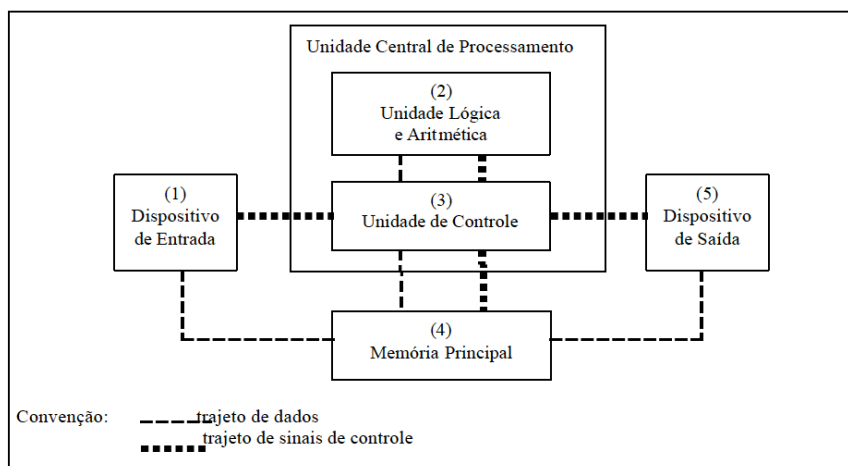 Unidade Central de Processamento
(2)
Unidade Lógica
e Aritmética
(1)
Dispositivo
de Entrada
(3)
Unidade de Controle
(5)
Dispositivo
de Saída
(4)
Memória Principal
Convenção: trajeto de dados
trajeto de sinais de controle